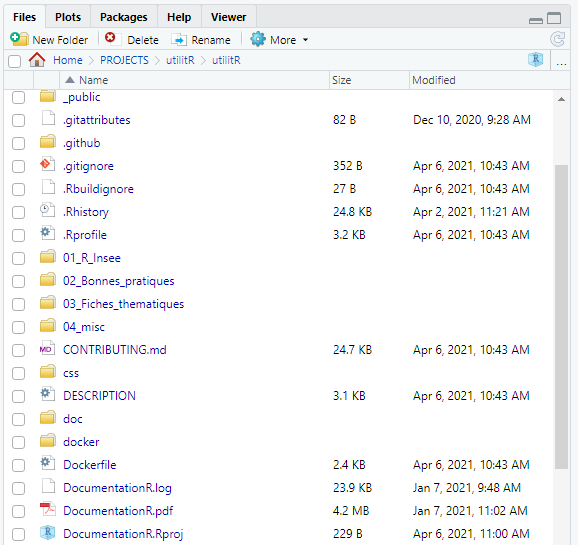 Files Plots Packages Help Viewer
New Folder Delete Rename More
Home PROJECTS utilitR utilitR R ...
Name Size Modified
_public
.gitattributes 82 B Dec 10, 2020, 9:28 AM
.github
.gitignore 352 B Apr 6, 2021, 10:43 AM
.Rbuildignore 27 B Apr 6, 2021, 10:43 AM
.Rhistory 24.8 KB Apr 2, 2021, 11:21 AM
.Rprofile 3.2 KB Apr 6, 2021, 10:43 AM
01_R_Insee
02_Bonnes_pratiques
03_Fiches_thematiques
04_misc
MD CONTRIBUTING.md 24.7 KB Apr 6, 2021, 10:43 AM
css
DESCRIPTION 3.1 KB Apr 6, 2021, 10:43 AM
doc
docker
Dockerfile 2.4 KB Apr 6, 2021, 10:43 AM
DocumentationR.log 23.9 KB Jan 7, 2021, 9:48 AM
DocumentationR.pdf 4.2 MB Jan 7, 2021, 11:02 AM
R DocumentationR.Rproj 229 B Apr 6, 2021, 11:00 AM